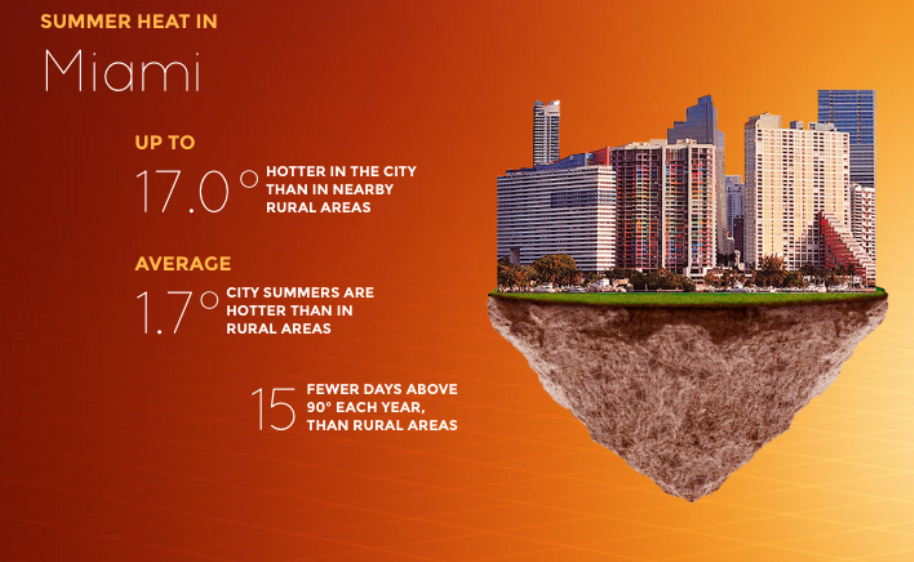 SUMMER HEAT IN
Miami
UP TO
17.0°
HOTTER IN THE CITY
THAN IN NEARBY
RURAL AREAS
AVERAGE
1.7°
CITY SUMMERS ARE
HOTTER THAN IN
RURAL AREAS
15
FEWER DAYS ABOVE
90° EACH YEAR,
THAN RURAL AREAS